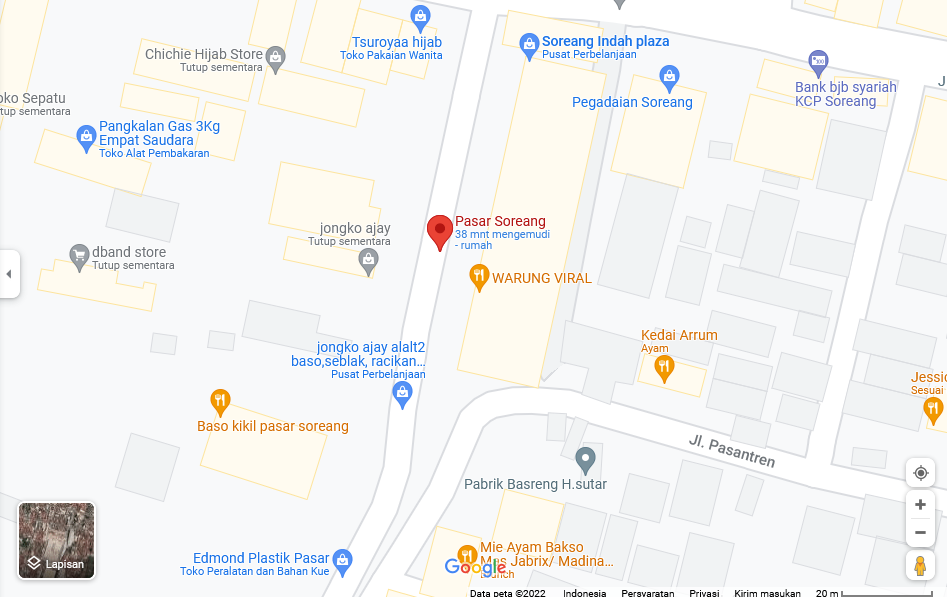 Tsuroyaa hijab
Toko Pakaian Wanita
Soreang Indah plaza
Pusat Perbelanjaan
Chichie Hijab Store
Tutup sementara
Bank bjb syariah
KCP Soreang
Pegadaian Soreang
oko Sepatu
tup sementara
J
Pangkalan Gas 3Kg
Empat Saudara
Toko Alat Pembakaran
Pasar Soreang
38 mnt mengemudi
- rumah
jongko ajay
Tutup sementara
dband store
Tutup sementara
WARUNG VIRAL
Kedai Arrum
Ayam
jongko ajay alalt2
baso,seblak, racikan...
Pusat Perbelanjaan
Jessic
Sesuai
Baso kikil pasar soreang
Jl. Pasantren
Pabrik Basreng H.sutar
Mie Ayam Bakso
Mas Jabrix/ Madina...
Lunch
Edmond Plastik Pasar
Toko Peralatan dan Bahan Kue
Lapisan
Google
Data peta ©2022 Indonesia Persyaratan Privasi Kirim masukan 20 m